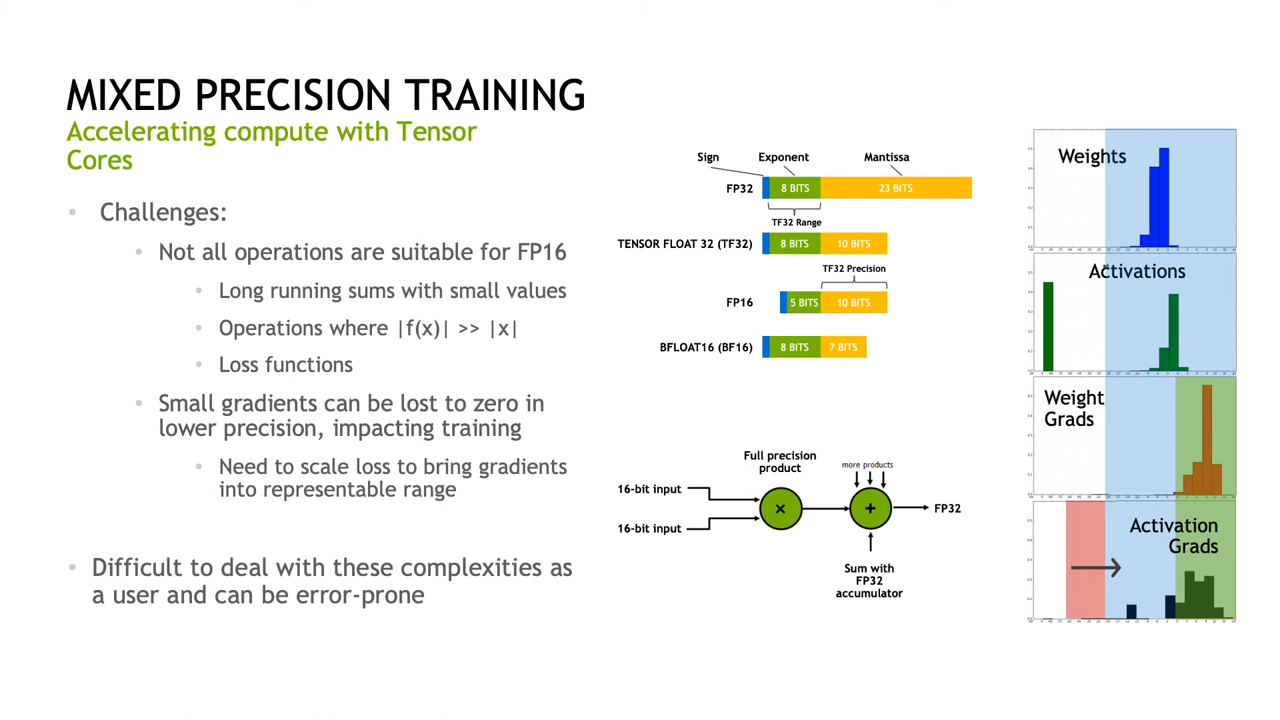 MIXED PRECISION TRAINING
Accelerating compute with Tensor
Cores
• Challenges:
• Not all operations are suitable for FP16
• Long running sums with small values
• Operations where |f(x)| >> |x|
• Loss functions
• Small gradients can be lost to zero in
lower precision, impacting training
• Need to scale loss to bring gradients
into representable range
• Difficult to deal with these complexities as
a user and can be error-prone
Sign Exponent Mantissa
FP32 8 BITS 23 BITS
TF32 Range
TENSOR FLOAT 32 (TF32) 8 BITS 10 BITS
TF32 Precision
FP16 5 BITS 10 BITS
BFLOAT16 (BF16) 8 BITS 7 BITS
Full precision
product
more products
16-bit input
16-bit input
×
+
FP32
Sum with
FP32
accumulator
Weights
Activations
Weight
Grads
Activation
Grads